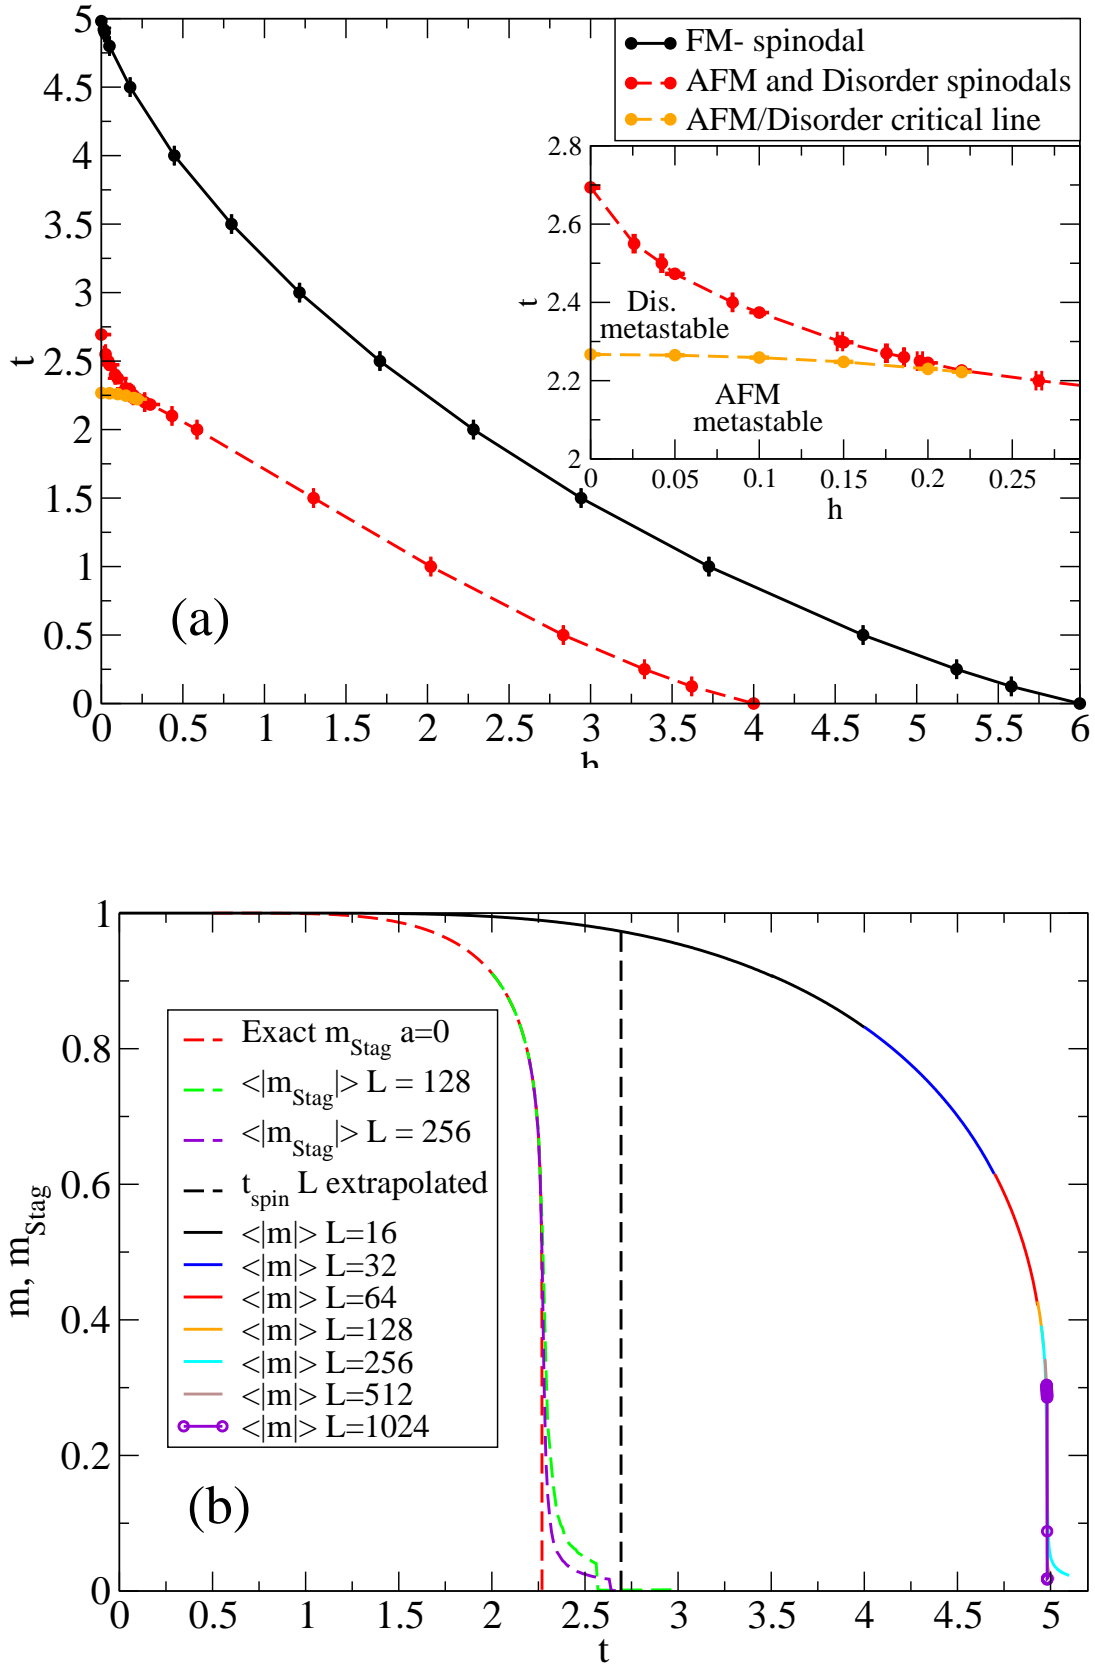 FM- spinodal
AFM and Disorder spinodals
AFM/Disorder critical line
5
4.5
4
3.5
3
2.5
2
1.5
1
0.5
0
t
0 0.5 1 1.5 2 2.5 3 3.5 4 4.5 5 5.5 6
h
(a)
2.8
2.6
2.4
2.2
2
t
Dis.
metastable
AFM
metastable
0 0.05 0.1 0.15 0.2 0.25
h
1
0.8
0.6
0.4
0.2
0
m, m_Stag
Exact m_Stag a=0
<|m_Stag|> L = 128
<|m_Stag|> L = 256
t_spin L extrapolated
<|m|> L=16
<|m|> L=32
<|m|> L=64
<|m|> L=128
<|m|> L=256
<|m|> L=512
<|m|> L=1024
(b)
0 0.5 1 1.5 2 2.5 3 3.5 4 4.5 5
t